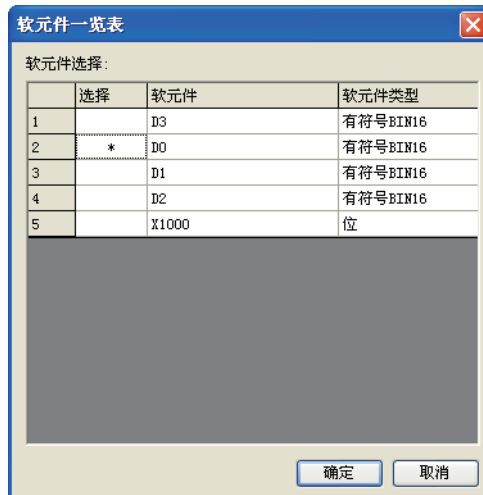 软元件一览表
软元件选择:
选择 软元件 软元件类型
1 D3 有符号BIN16
2 * D0 有符号BIN16
3 D1 有符号BIN16
4 D2 有符号BIN16
5 X1000 位
确定 取消